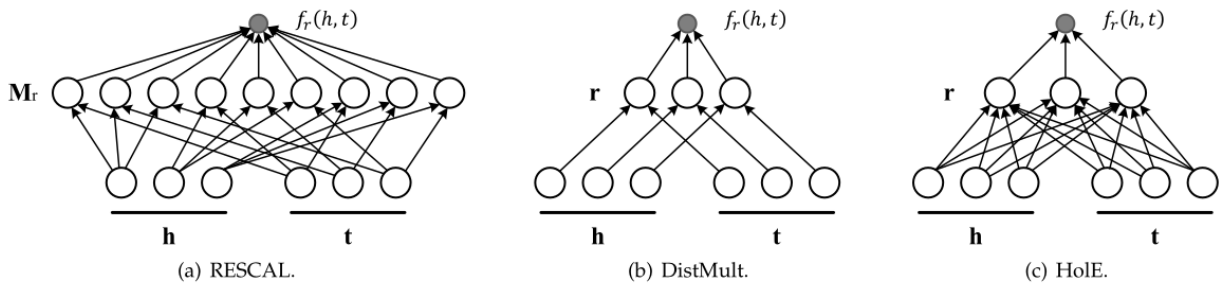 f_r(h, t)
M_r
h
t
(a) RESCAL.
f_r(h, t)
r
h
t
(b) DistMult.
f_r(h, t)
r
h
t
(c) HolE.